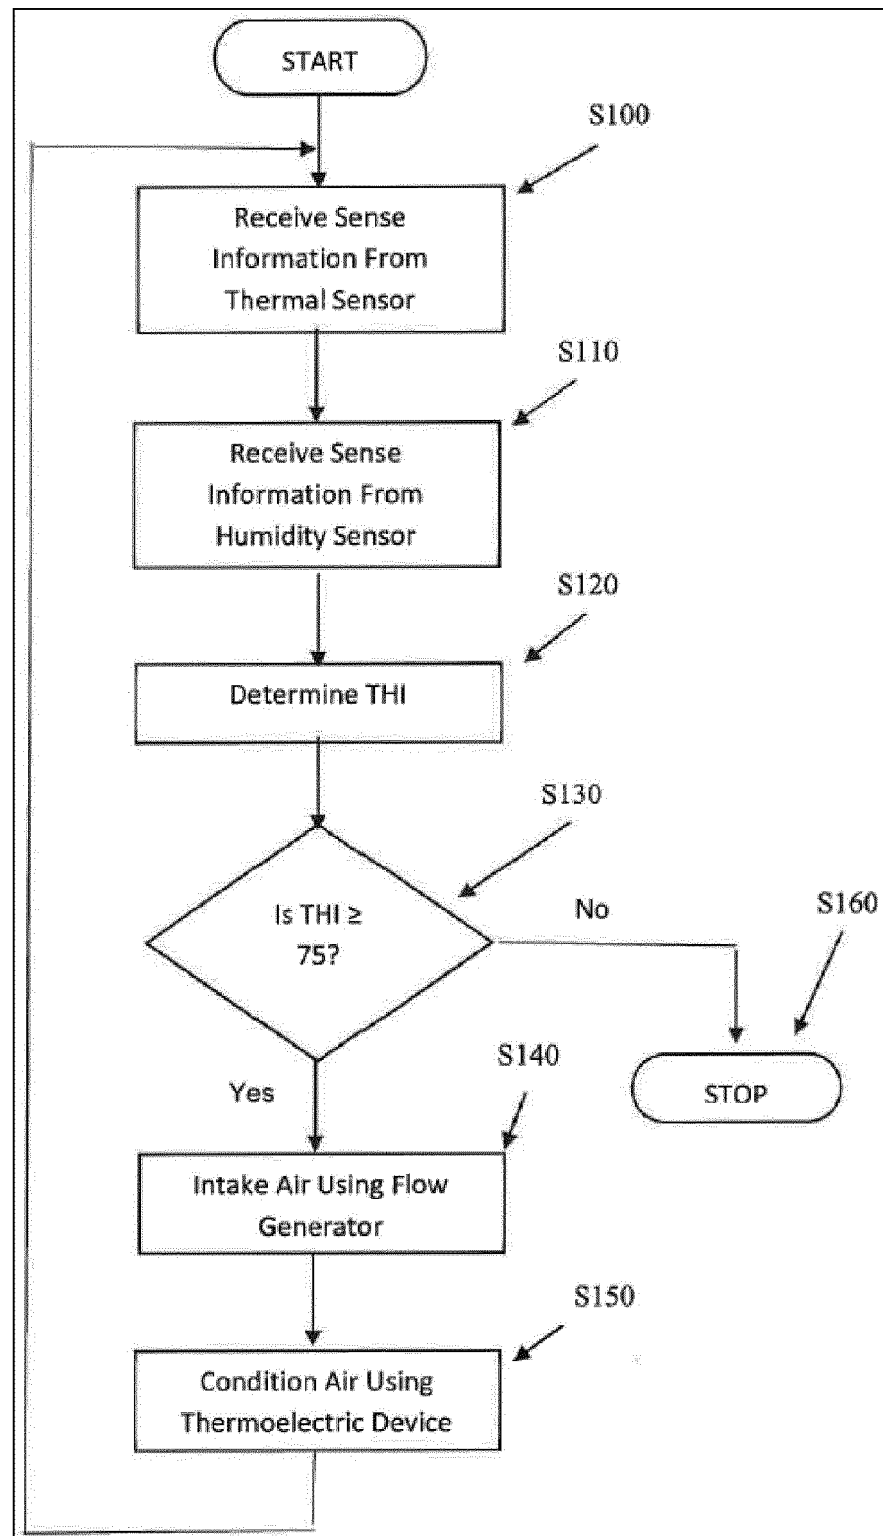 START
S100
Receive Sense
Information From
Thermal Sensor
S110
Receive Sense
Information From
Humidity Sensor
S120
Determine THI
S130
Is THI ≥
75?
No
S160
STOP
Yes
S140
Intake Air Using Flow
Generator
S150
Condition Air Using
Thermoelectric Device